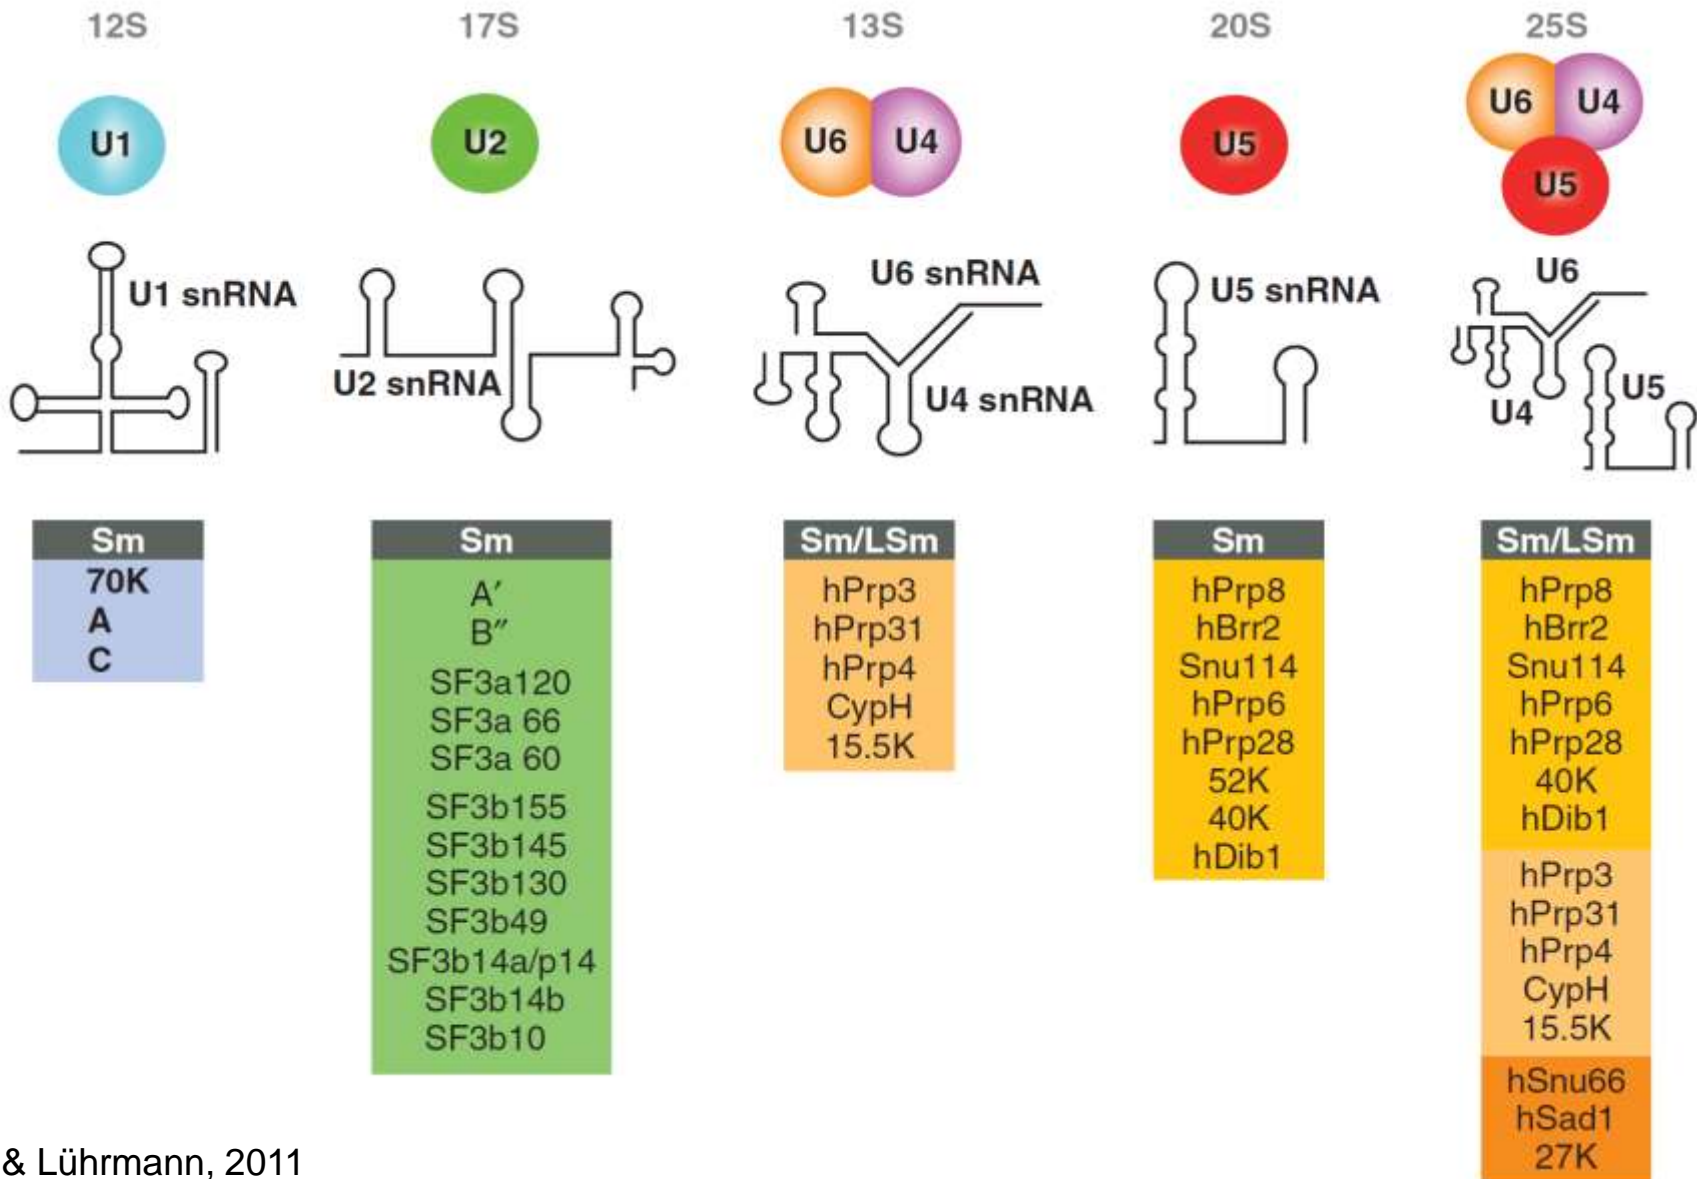 12S
17S
13S
20S
25S
U1
U2
U6 U4
U5
U6 U4
U5
U1 snRNA
U2 snRNA
U6 snRNA
U4 snRNA
U5 snRNA
U6
U4
U5
Sm
70K
A
C
Sm
A′
B″
SF3a120
SF3a 66
SF3a 60
SF3b155
SF3b145
SF3b130
SF3b49
SF3b14a/p14
SF3b14b
SF3b10
Sm/LSm
hPrp3
hPrp31
hPrp4
CypH
15.5K
Sm
hPrp8
hBrr2
Snu114
hPrp6
hPrp28
52K
40K
hDib1
Sm/LSm
hPrp8
hBrr2
Snu114
hPrp6
hPrp28
40K
hDib1
hPrp3
hPrp31
hPrp4
CypH
15.5K
hSnu66
hSad1
27K
& Lührmann, 2011